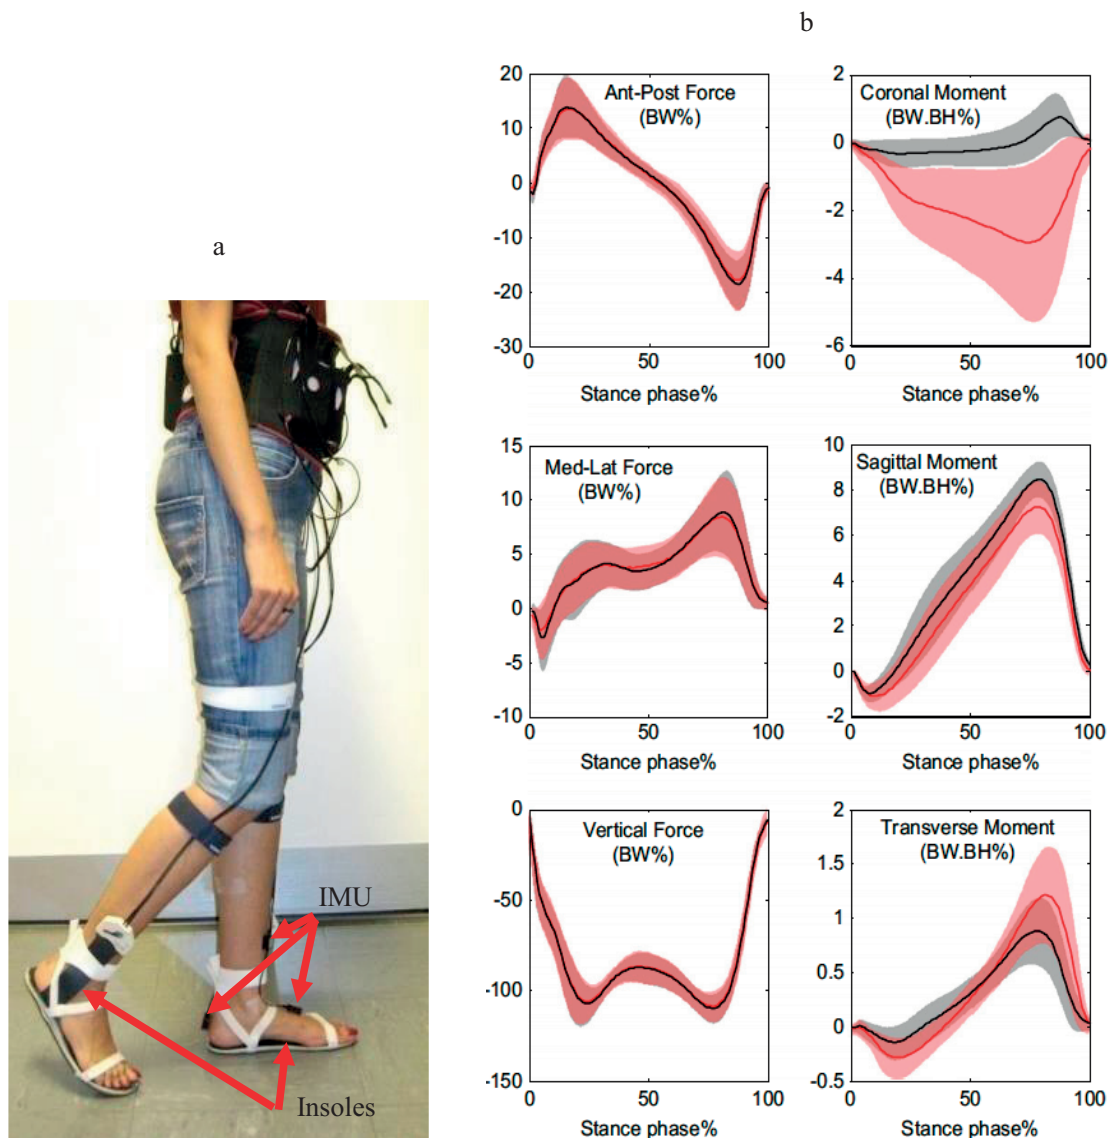 a
IMU
Insoles
b
20
10
0
-10
-20
-30
Ant-Post Force
(BW%)
0
50
100
Stance phase%
2
0
-2
-4
-6
Coronal Moment
(BW.BH%)
0
50
100
Stance phase%
15
10
5
0
-5
-10
Med-Lat Force
(BW%)
0
50
100
Stance phase%
10
8
6
4
2
0
-2
Sagittal Moment
(BW.BH%)
0
50
100
Stance phase%
0
-50
-100
-150
Vertical Force
(BW%)
0
50
100
Stance phase%
2
1.5
1
0.5
0
-0.5
Transverse Moment
(BW.BH%)
0
50
100
Stance phase%